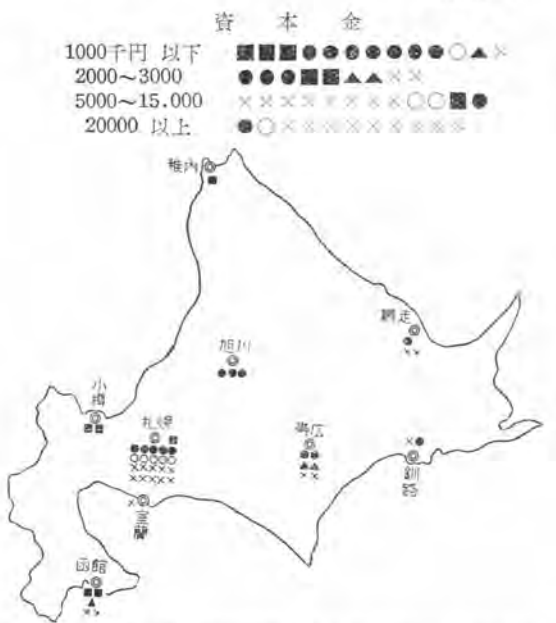 資本金
1000千円 以下
2000～3000
5000～15.000
20000 以上
稚内
網走
旭川
小樽
札幌
帯広
釧路
室蘭
函館